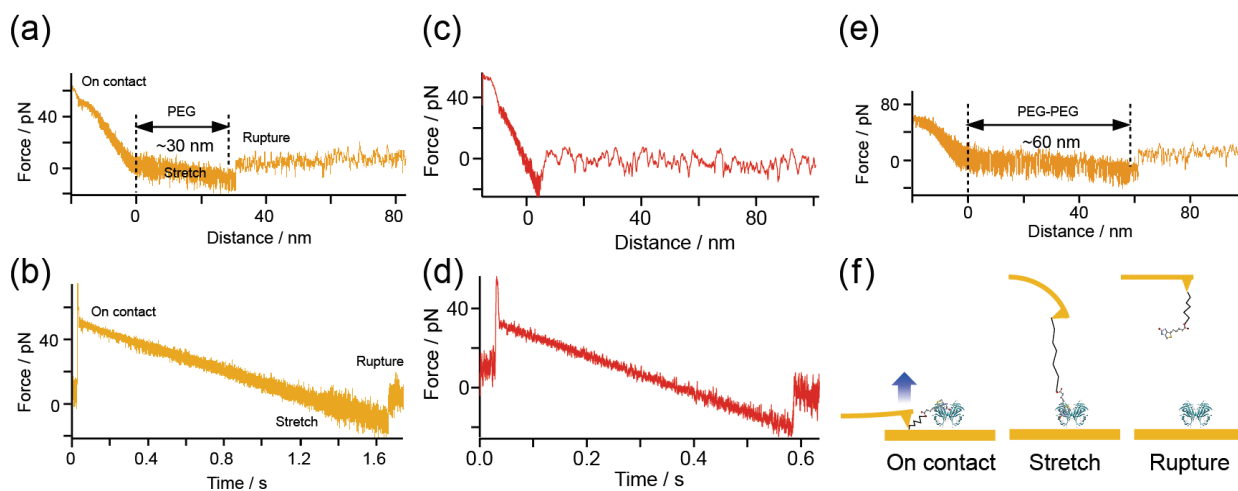 (a)
Force / pN
40
0
On contact
PEG
~30 nm
Stretch
Rupture
0
40
80
Distance / nm
(c)
Force / pN
40
0
0
40
80
Distance / nm
(e)
Force / pN
80
0
PEG-PEG
~60 nm
0
40
80
Distance / nm
(b)
Force / pN
40
0
On contact
Stretch
Rupture
0
0.4
0.8
1.2
1.6
Time / s
(d)
Force / pN
40
0
0.0
0.2
0.4
0.6
Time / s
(f)
On contact
Stretch
Rupture